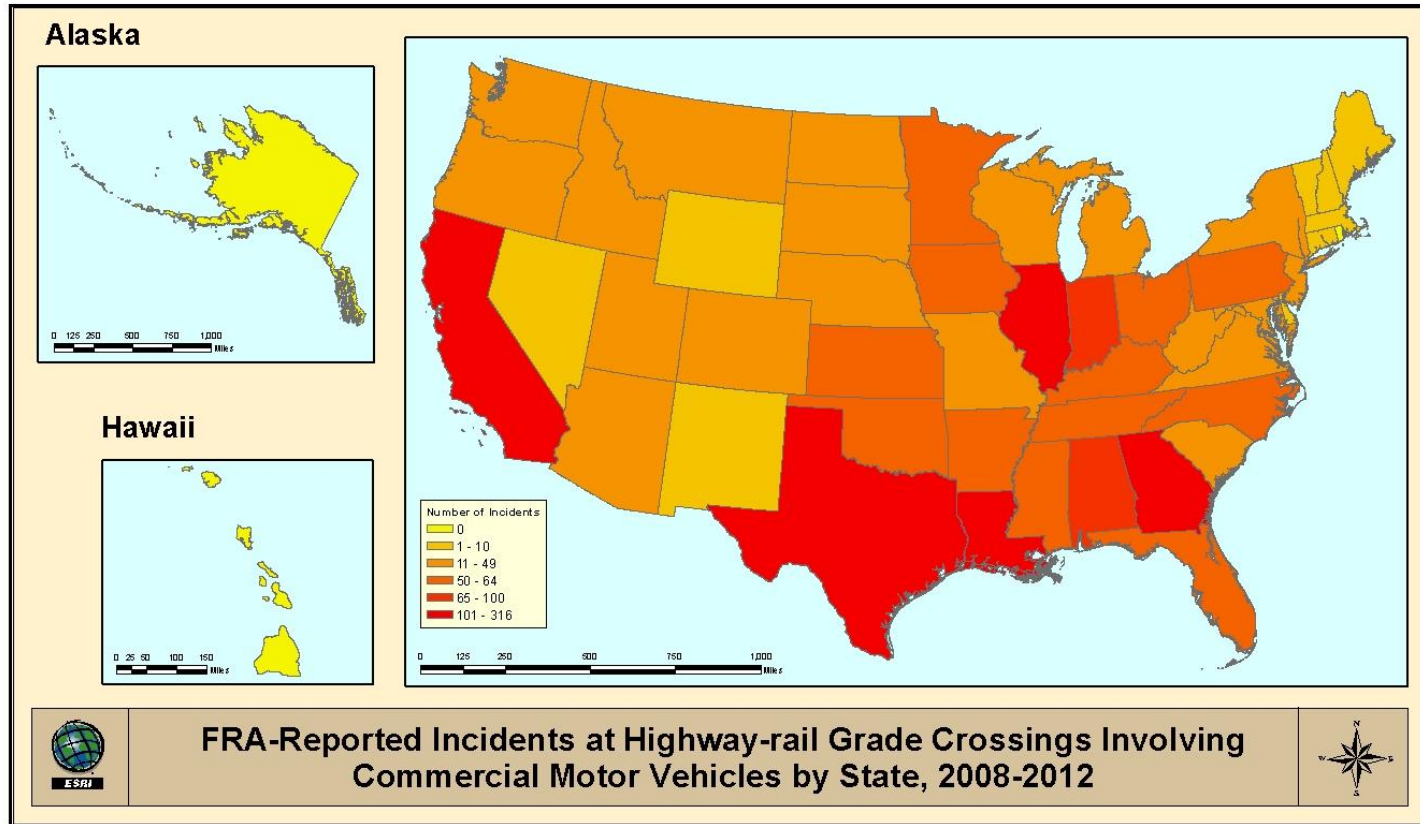 Alaska
0 125 250 500 750 1,000
Miles
Hawaii
0 25 50 100 150
Miles
Number of Incidents
0
1 - 10
11 - 49
50 - 64
65 - 100
101 - 316
0 125 250 500 750 1,000
Miles
ESRI
FRA-Reported Incidents at Highway-rail Grade Crossings Involving
Commercial Motor Vehicles by State, 2008-2012
N
W E
S